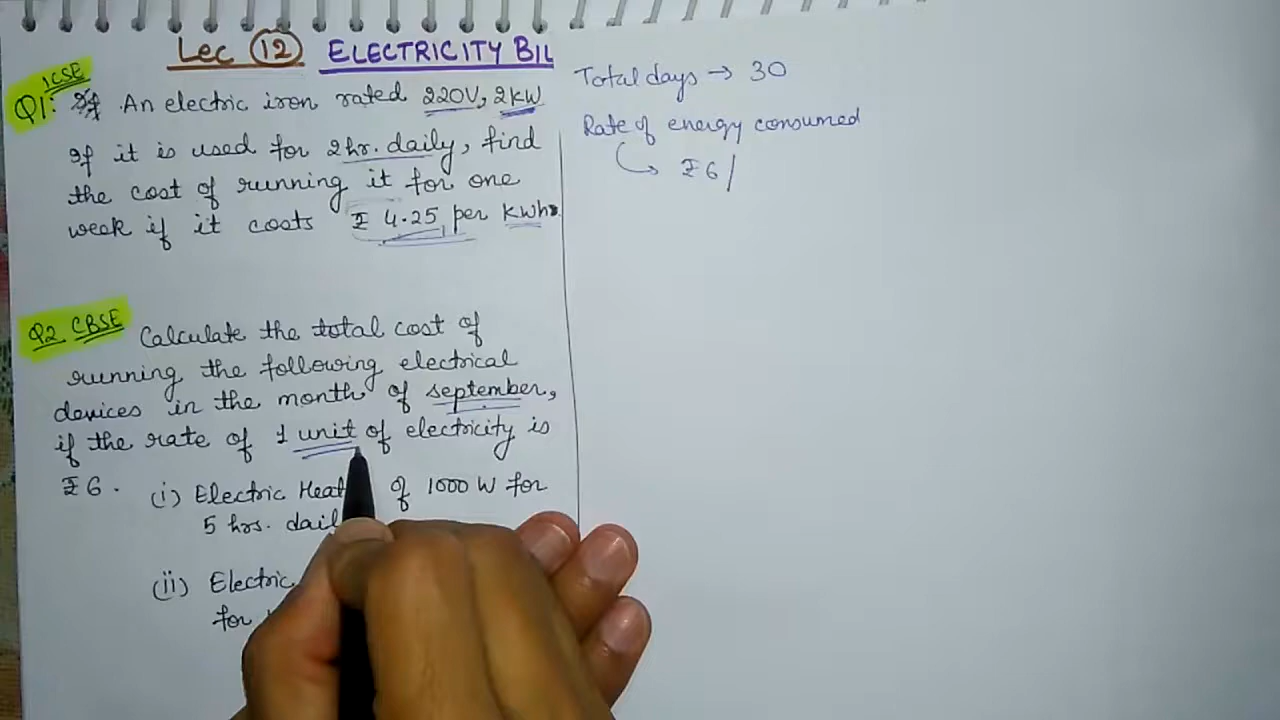 Lec 12 ELECTRICITY BIL
ICSE
Q1: An electric iron rated 220V, 2kW
If it is used for 2hr. daily, find
the cost of running it for one
week if it costs ₹ 4.25 per kWh.
Q2 CBSE Calculate the total cost of
running the following electrical
devices in the month of september,
if the rate of 1 unit of electricity is
₹6. (i) Electric Heat of 1000 W for
5 hrs. dail
(ii) Electric
for
Total days → 30
Rate of energy consumed
↳ ₹6/